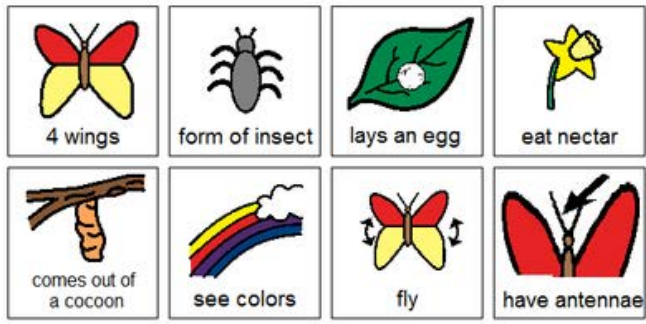 4 wings
form of insect
lays an egg
eat nectar
comes out of
a cocoon
see colors
fly
have antennae